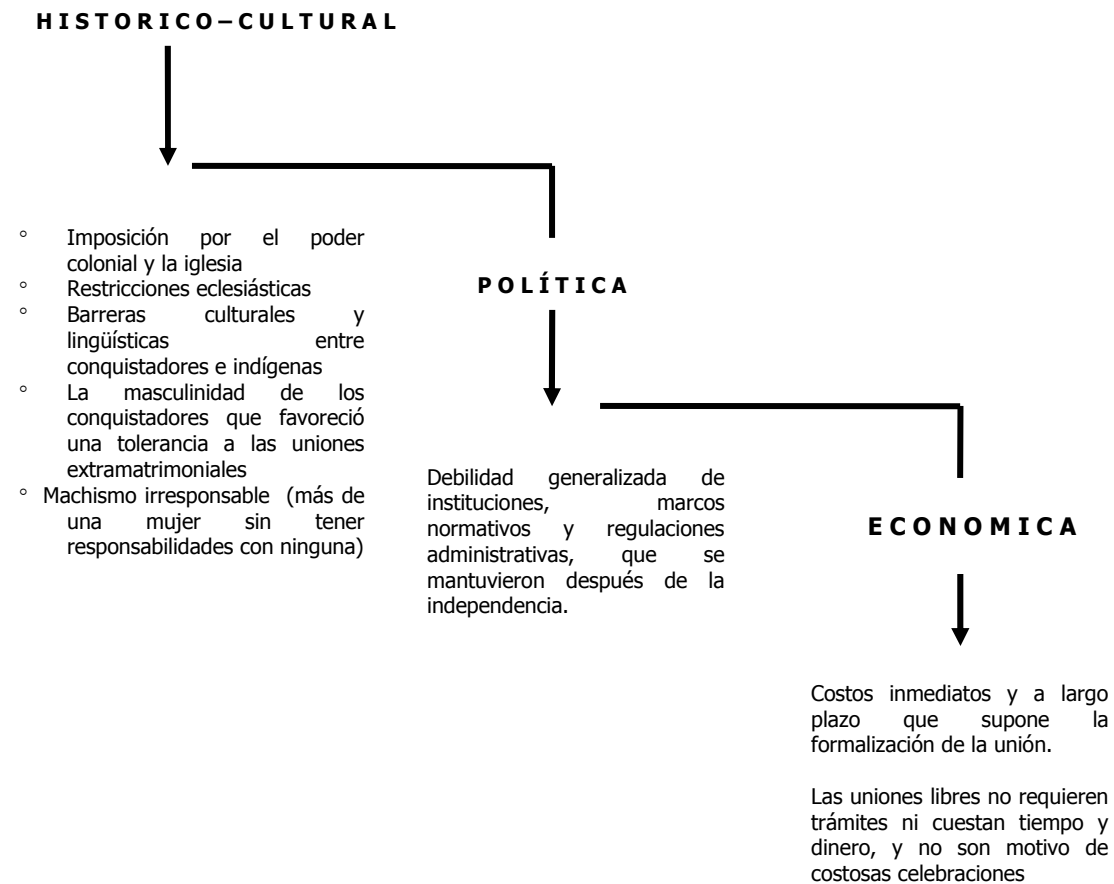 HISTORICO–CULTURAL
° Imposición por el poder
colonial y la iglesia
° Restricciones eclesiásticas
° Barreras culturales y
lingüísticas entre
conquistadores e indígenas
° La masculinidad de los
conquistadores que favoreció
una tolerancia a las uniones
extramatrimoniales
° Machismo irresponsable (más de
una mujer sin tener
responsabilidades con ninguna)
POLÍTICA
Debilidad generalizada de
instituciones, marcos
normativos y regulaciones
administrativas, que se
mantuvieron después de la
independencia.
ECONOMICA
Costos inmediatos y a largo
plazo que supone la
formalización de la unión.
Las uniones libres no requieren
trámites ni cuestan tiempo y
dinero, y no son motivo de
costosas celebraciones